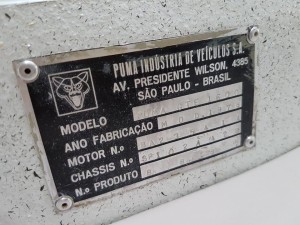 PUMA INDÚSTRIA DE VEÍCULOS S.A.
AV. PRESIDENTE WILSON, 4385
SÃO PAULO - BRASIL
MODELO
ANO FABRICAÇÃO
MOTOR N.º
CHASSIS N.º
N.º PRODUTO